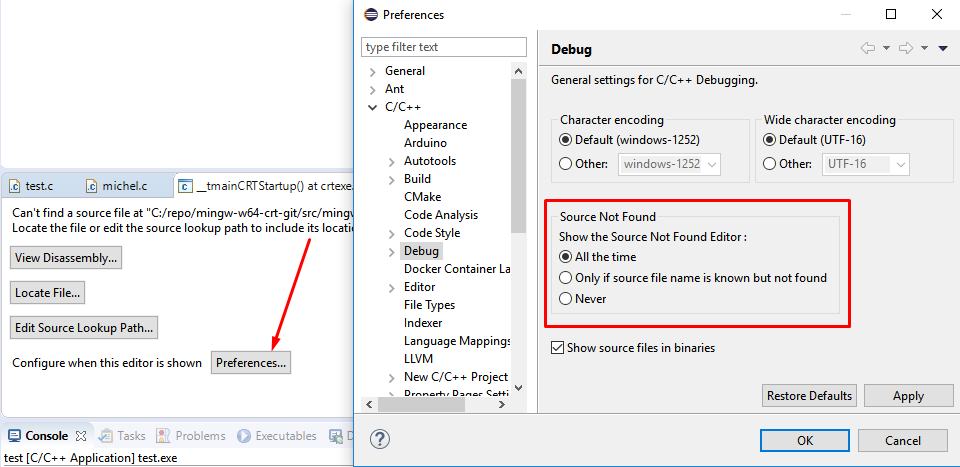 Preferences
type filter text
General
Ant
C/C++
Appearance
Arduino
Autotools
Build
CMake
Code Analysis
Code Style
Debug
Docker Container La
Editor
File Types
Indexer
Language Mappings
LLVM
New C/C++ Project
Property Pages Setti
Debug
General settings for C/C++ Debugging.
Character encoding
Default (windows-1252)
Other: windows-1252
Wide character encoding
Default (UTF-16)
Other: UTF-16
Source Not Found
Show the Source Not Found Editor :
All the time
Only if source file name is known but not found
Never
Show source files in binaries
Restore Defaults Apply
OK Cancel
test.c michel.c __tmainCRTStartup() at crtexe.
Can't find a source file at "C:/repo/mingw-w64-crt-git/src/mingw
Locate the file or edit the source lookup path to include its locatio
View Disassembly...
Locate File...
Edit Source Lookup Path...
Configure when this editor is shown Preferences...
Console Tasks Problems Executables D
test [C/C++ Application] test.exe